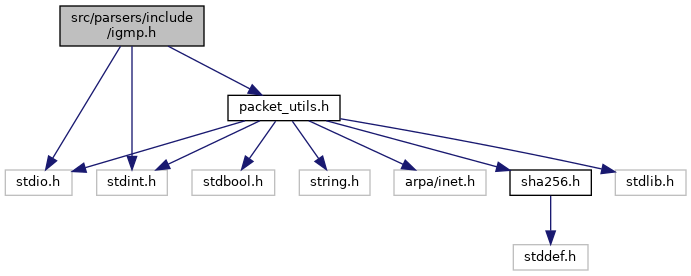 src/parsers/include
/igmp.h
packet_utils.h
stdio.h
stdint.h
stdbool.h
string.h
arpa/inet.h
sha256.h
stdlib.h
stddef.h